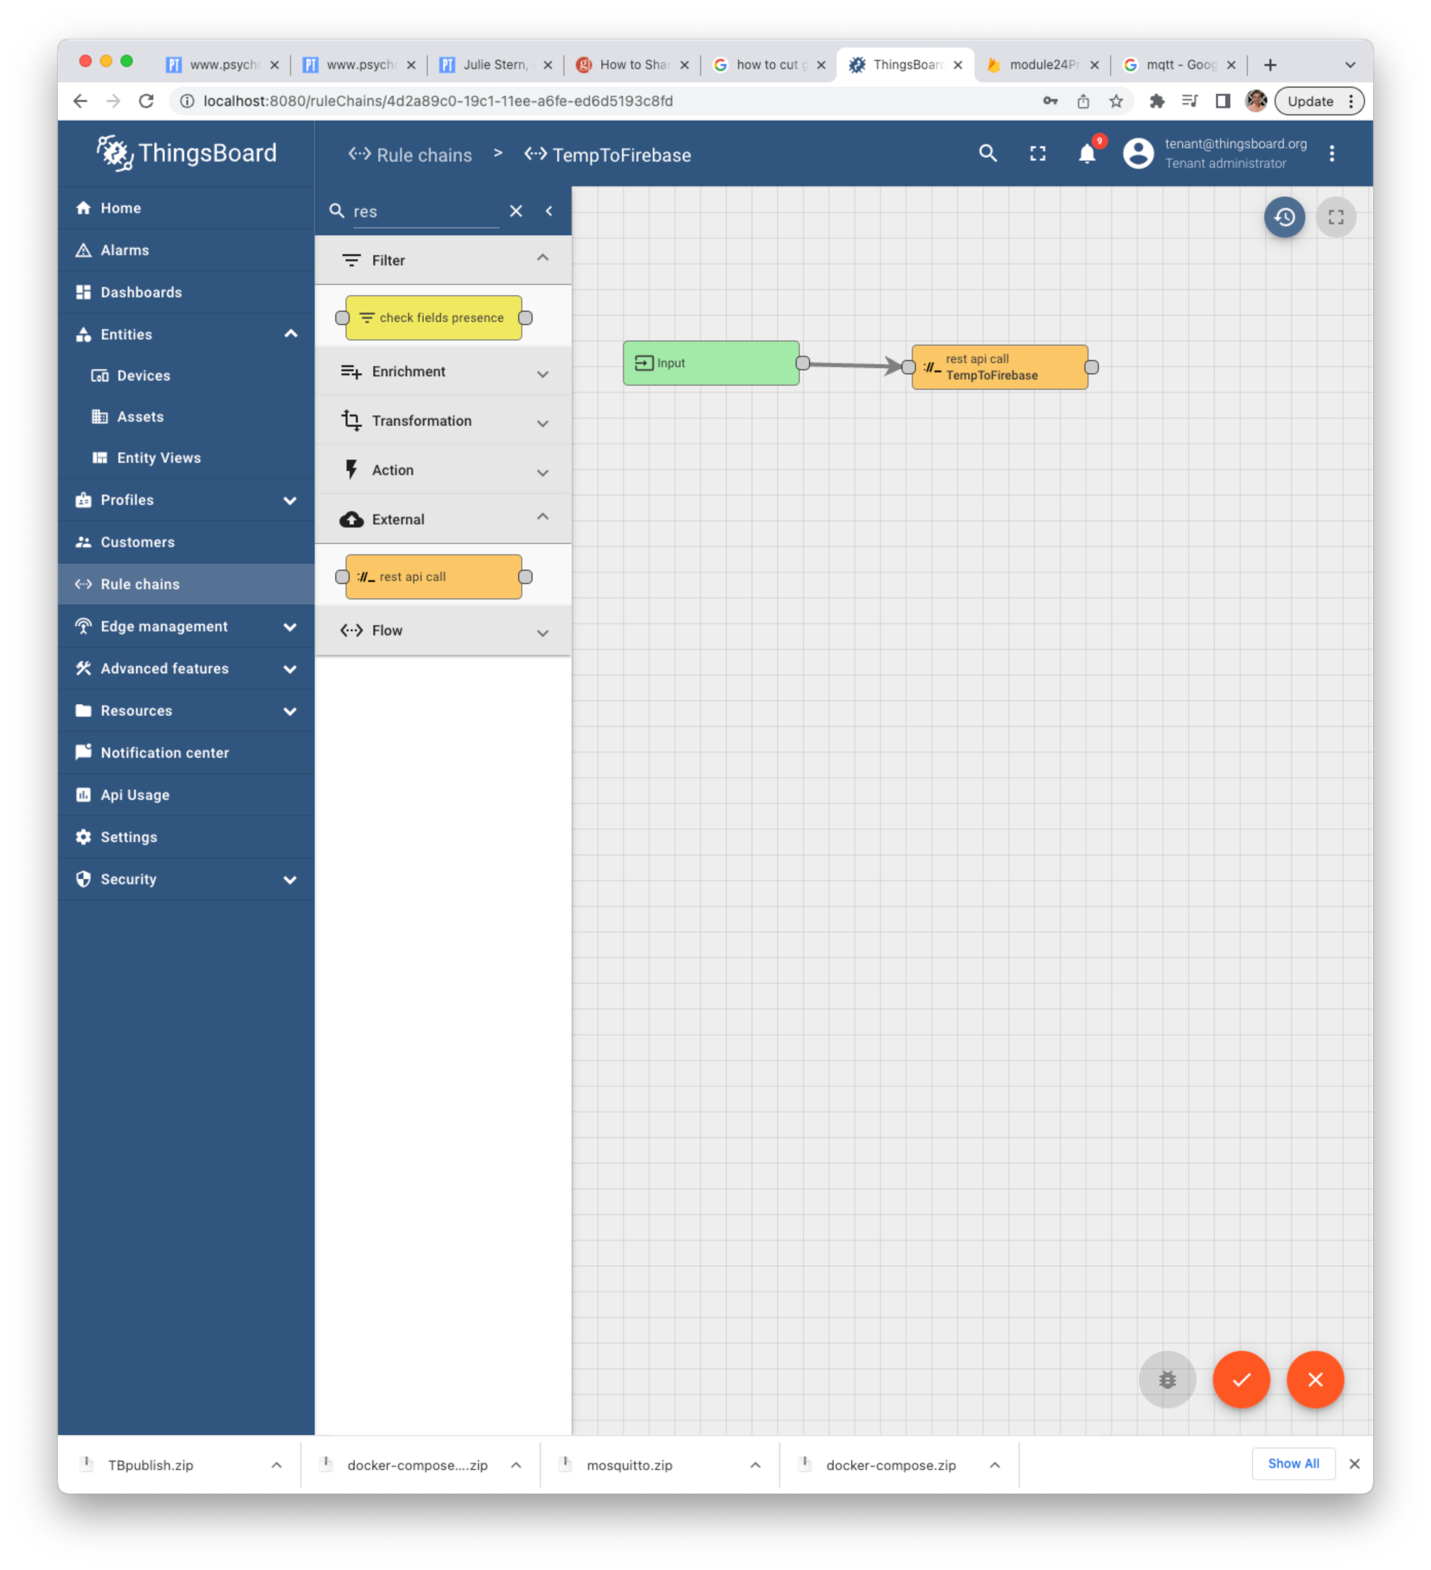 www.psych
www.psych
Julie Stern,
How to Sha
how to cut g
ThingsBoard
module24Pr
mqtt - Goog
localhost:8080/ruleChains/4d2a89c0-19c1-11ee-a6fe-ed6d5193c8fd
Update
ThingsBoard
Rule chains > TempToFirebase
9
tenant@thingsboard.org
Tenant administrator
Home
Alarms
Dashboards
Entities
Devices
Assets
Entity Views
Profiles
Customers
Rule chains
Edge management
Advanced features
Resources
Notification center
Api Usage
Settings
Security
res
Filter
check fields presence
Enrichment
Transformation
Action
External
rest api call
Flow
Input
rest api call
TempToFirebase
TBpublish.zip
docker-compose....zip
mosquitto.zip
docker-compose.zip
Show All